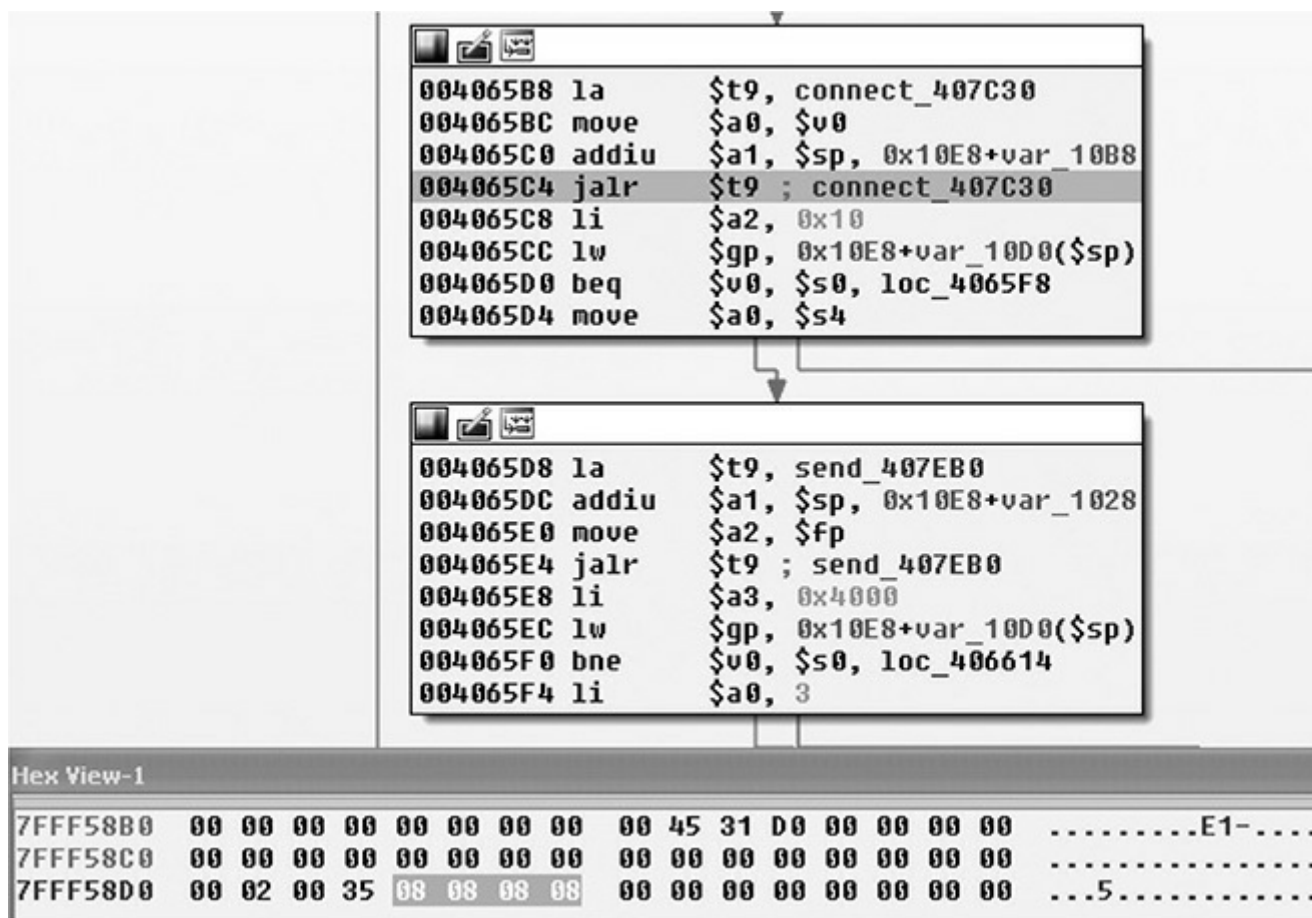 004065B8 la $t9, connect_407C30
004065BC move $a0, $v0
004065C0 addiu $a1, $sp, 0x10E8+var_10B8
004065C4 jalr $t9 ; connect_407C30
004065C8 li $a2, 0x10
004065CC lw $gp, 0x10E8+var_10D0($sp)
004065D0 beq $v0, $s0, loc_4065F8
004065D4 move $a0, $s4
004065D8 la $t9, send_407EB0
004065DC addiu $a1, $sp, 0x10E8+var_1028
004065E0 move $a2, $fp
004065E4 jalr $t9 ; send_407EB0
004065E8 li $a3, 0x4000
004065EC lw $gp, 0x10E8+var_10D0($sp)
004065F0 bne $v0, $s0, loc_406614
004065F4 li $a0, 3
Hex View-1
7FFF58B0 00 00 00 00 00 00 00 00 00 45 31 D0 00 00 00 00 .........E1-....
7FFF58C0 00 00 00 00 00 00 00 00 00 00 00 00 00 00 00 00 ................
7FFF58D0 00 02 00 35 08 08 08 08 00 00 00 00 00 00 00 00 ...5............